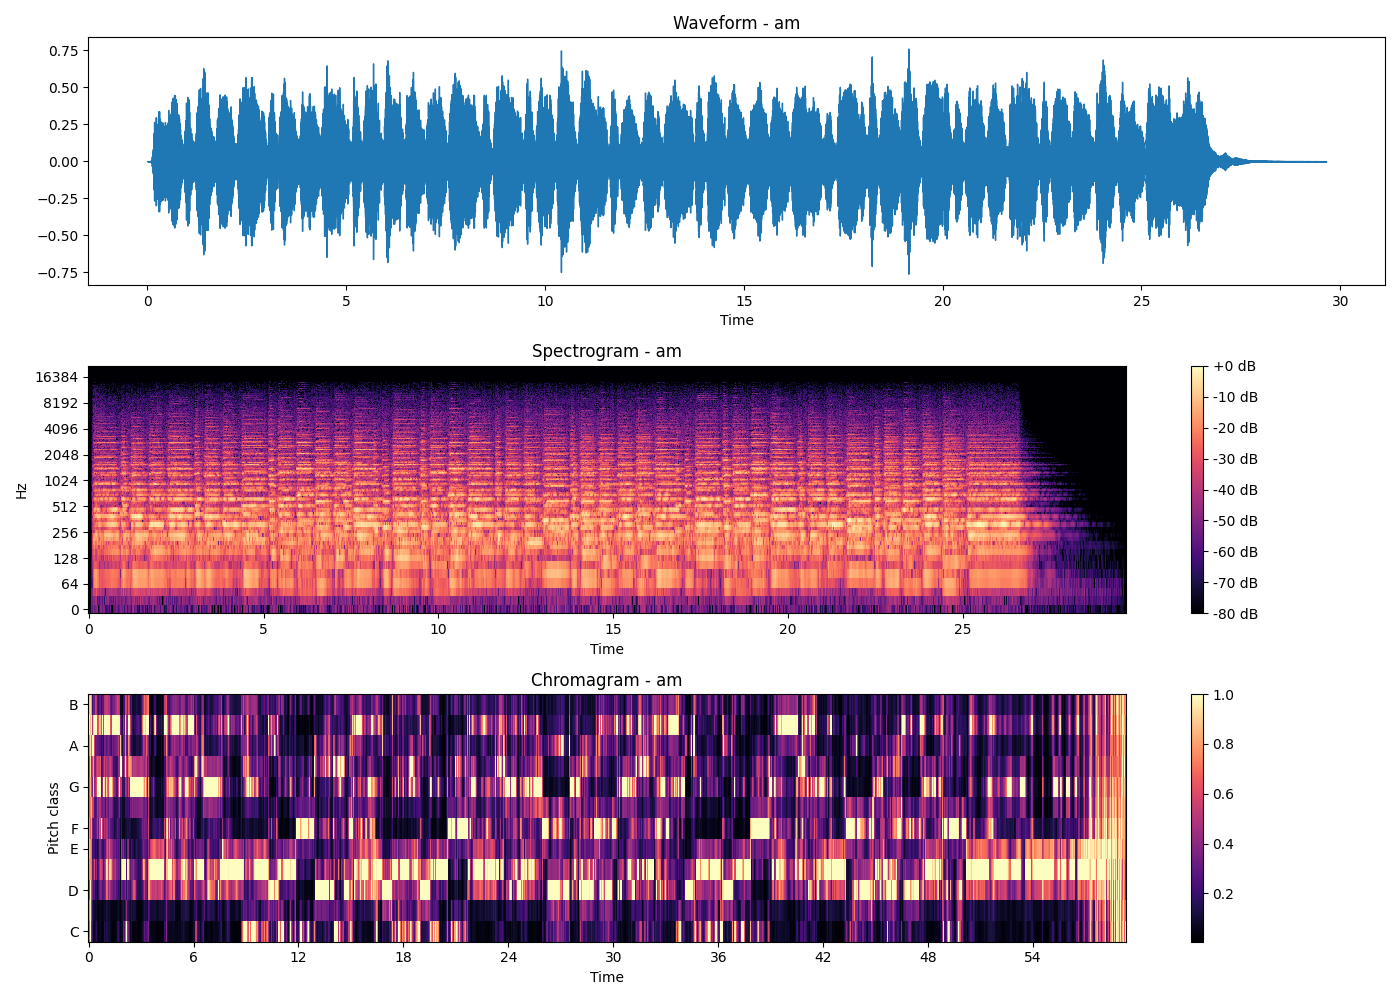 Waveform - am
0.75
0.50
0.25
0.00
−0.25
−0.50
−0.75
0 5 10 15 20 25 30
Time
Spectrogram - am
Hz
16384
8192
4096
2048
1024
512
256
128
64
0
0 5 10 15 20 25
Time
+0 dB
-10 dB
-20 dB
-30 dB
-40 dB
-50 dB
-60 dB
-70 dB
-80 dB
Chromagram - am
Pitch class
B
A
G
F
E
D
C
0 6 12 18 24 30 36 42 48 54
Time
1.0
0.8
0.6
0.4
0.2